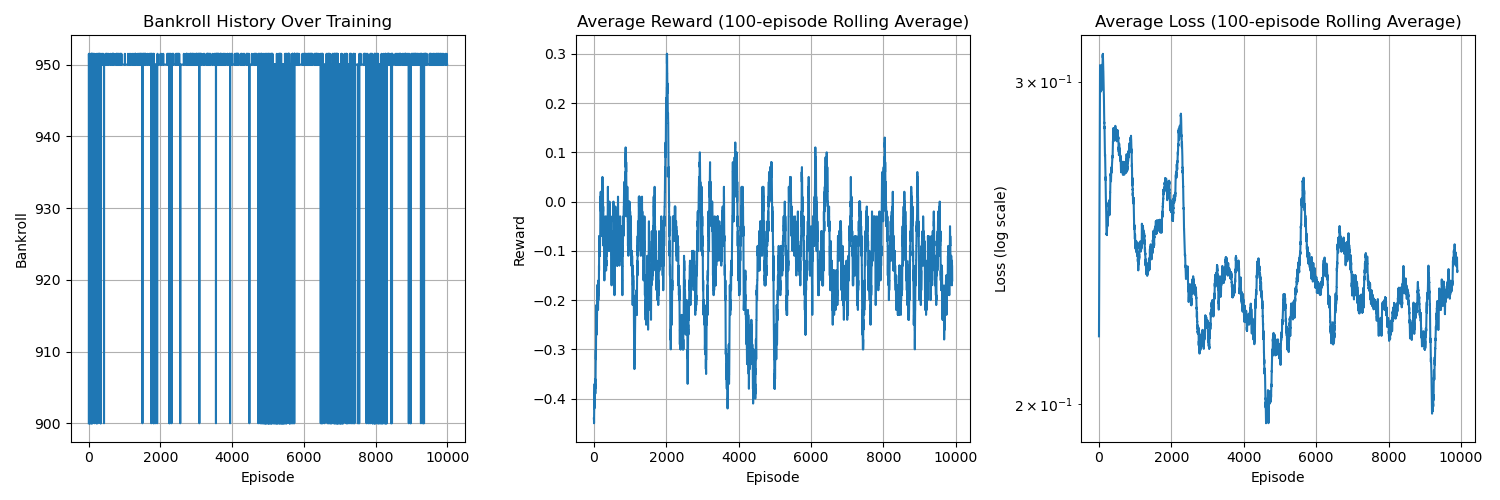 Bankroll History Over Training
950
940
930
920
910
900
Bankroll
0
2000
4000
6000
8000
10000
Episode
Average Reward (100-episode Rolling Average)
0.3
0.2
0.1
0.0
−0.1
−0.2
−0.3
−0.4
Reward
0
2000
4000
6000
8000
10000
Episode
Average Loss (100-episode Rolling Average)
3 × 10⁻¹
2 × 10⁻¹
Loss (log scale)
0
2000
4000
6000
8000
10000
Episode